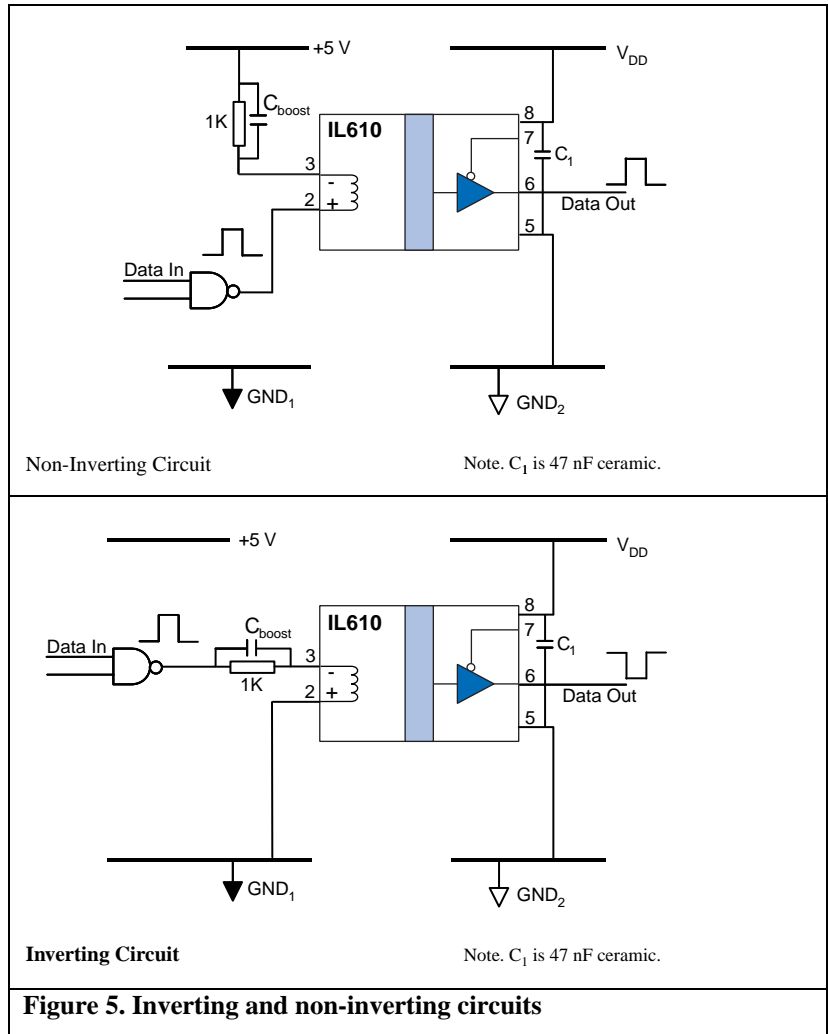 +5 V
V_DD
C_boost
1K
IL610
8
7
C_1
3
-
6
2
+
Data Out
5
Data In
GND_1
GND_2
Non-Inverting Circuit
Note. C_1 is 47 nF ceramic.
+5 V
V_DD
IL610
8
7
C_boost
C_1
Data In
3
-
6
1K
2
+
Data Out
5
GND_1
GND_2
Inverting Circuit
Note. C_1 is 47 nF ceramic.
Figure 5. Inverting and non-inverting circuits